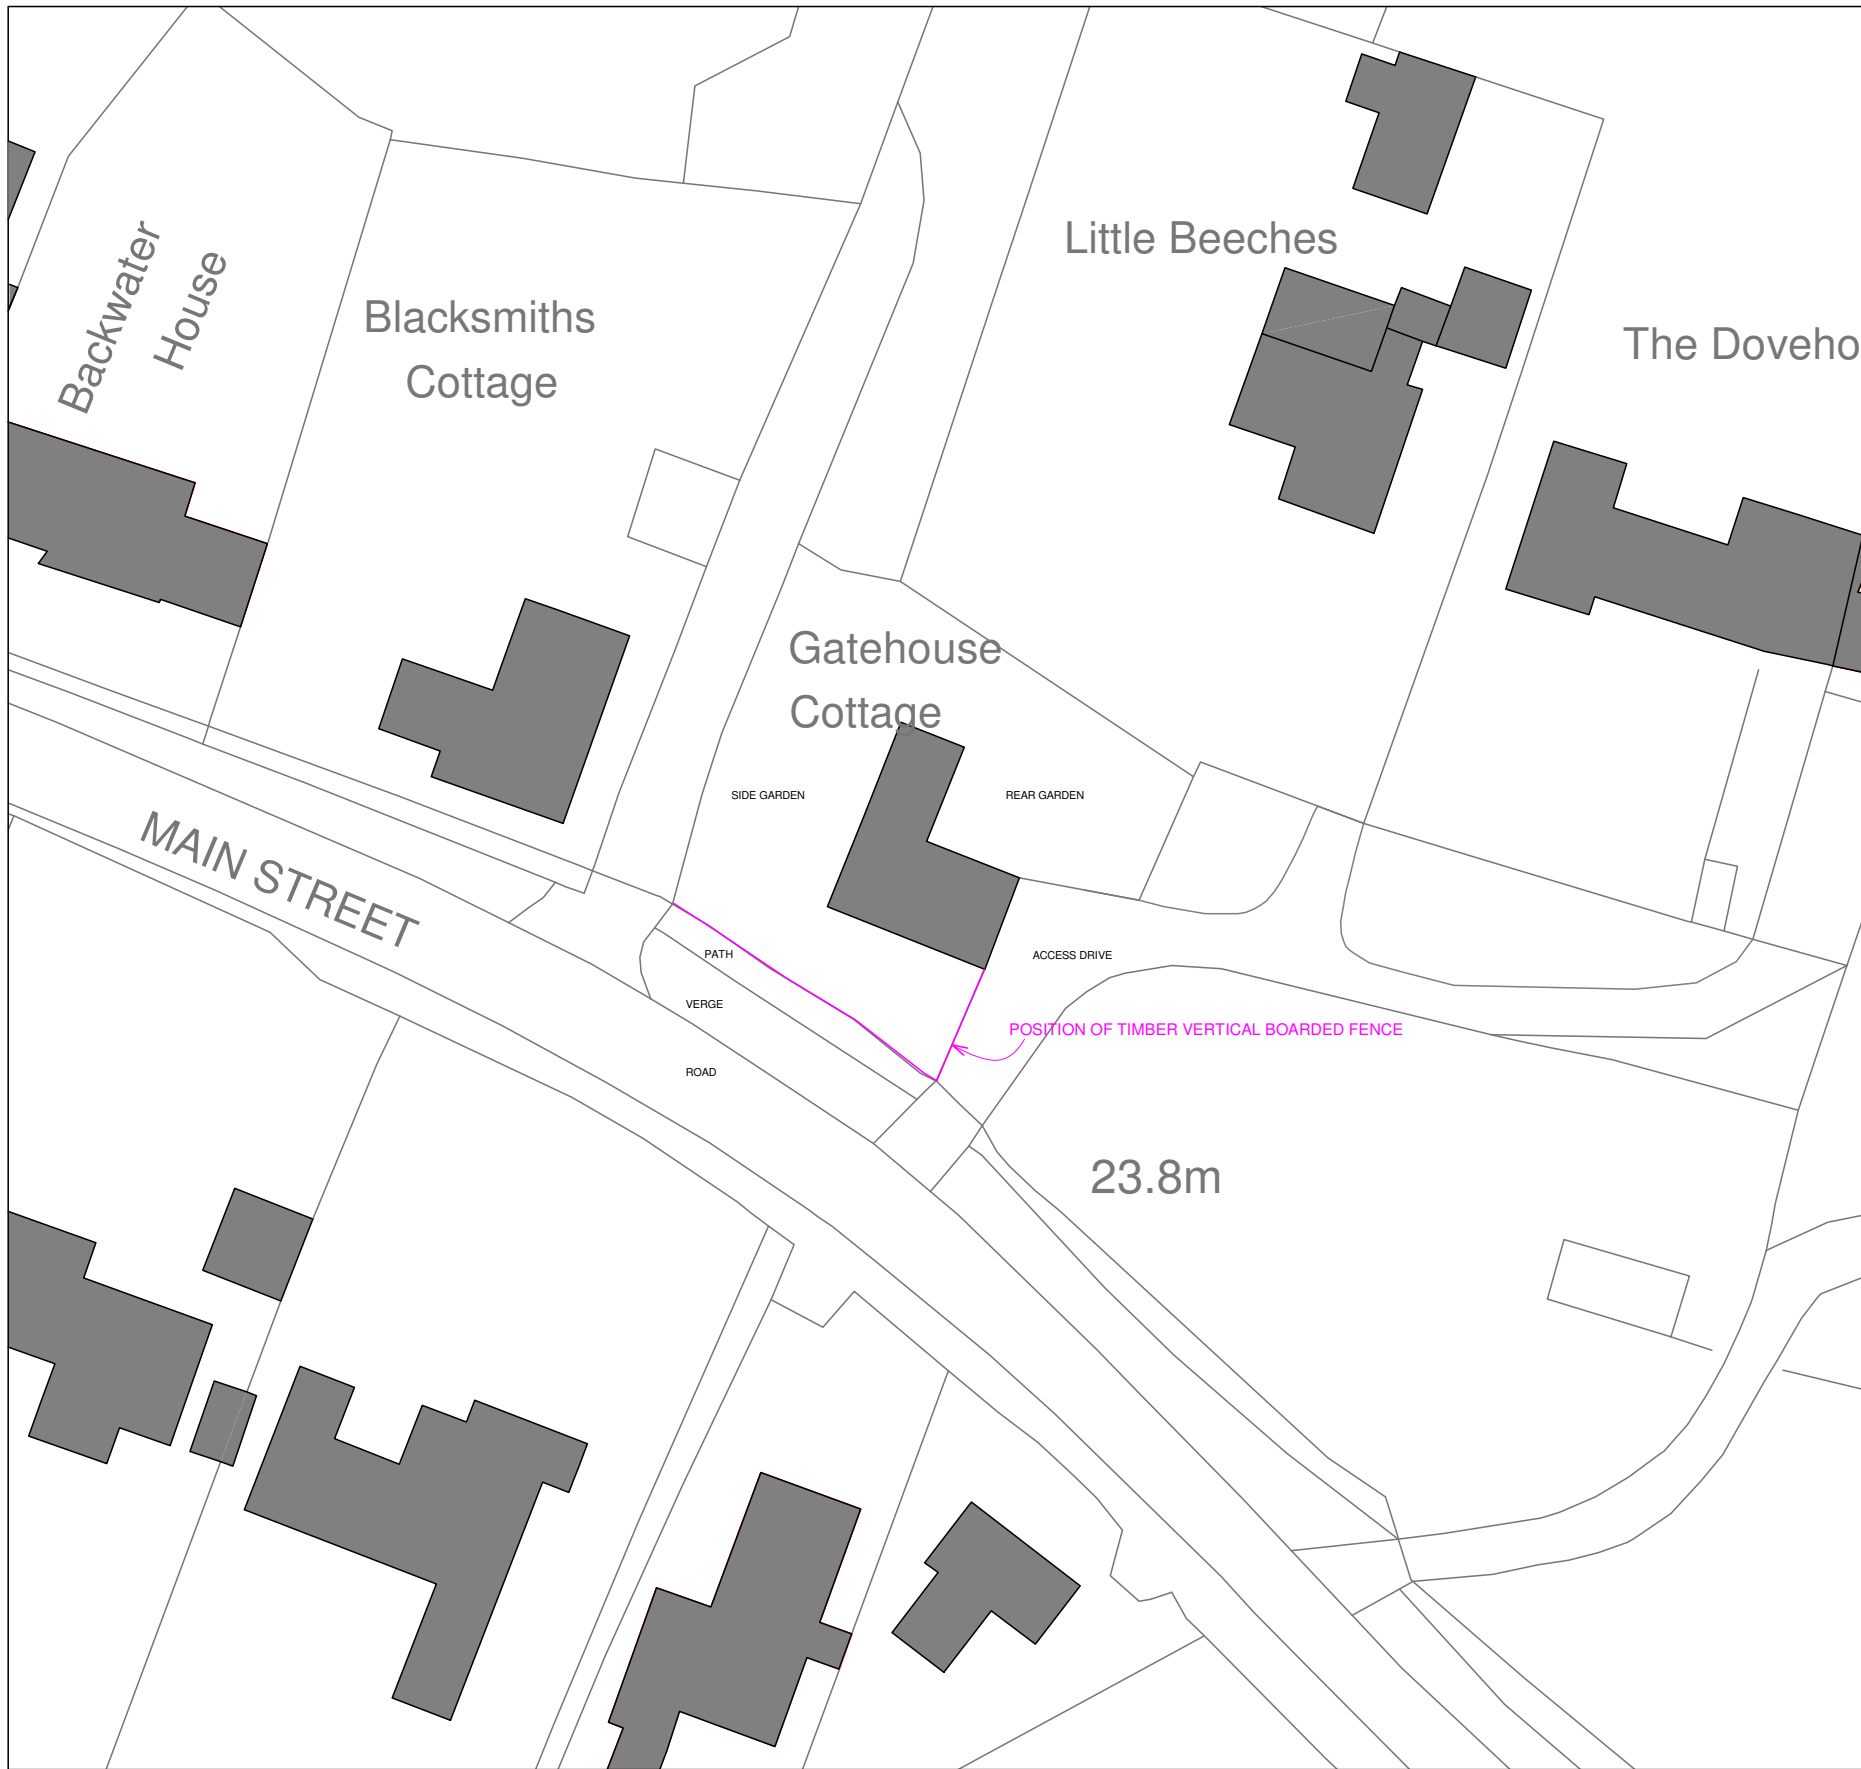 Little Beeches
Backwater
House
Blacksmiths
Cottage
The Doveho
Gatehouse
Cottage
SIDE GARDEN
REAR GARDEN
MAIN STREET
PATH
ACCESS DRIVE
VERGE
POSITION OF TIMBER VERTICAL BOARDED FENCE
ROAD
23.8m